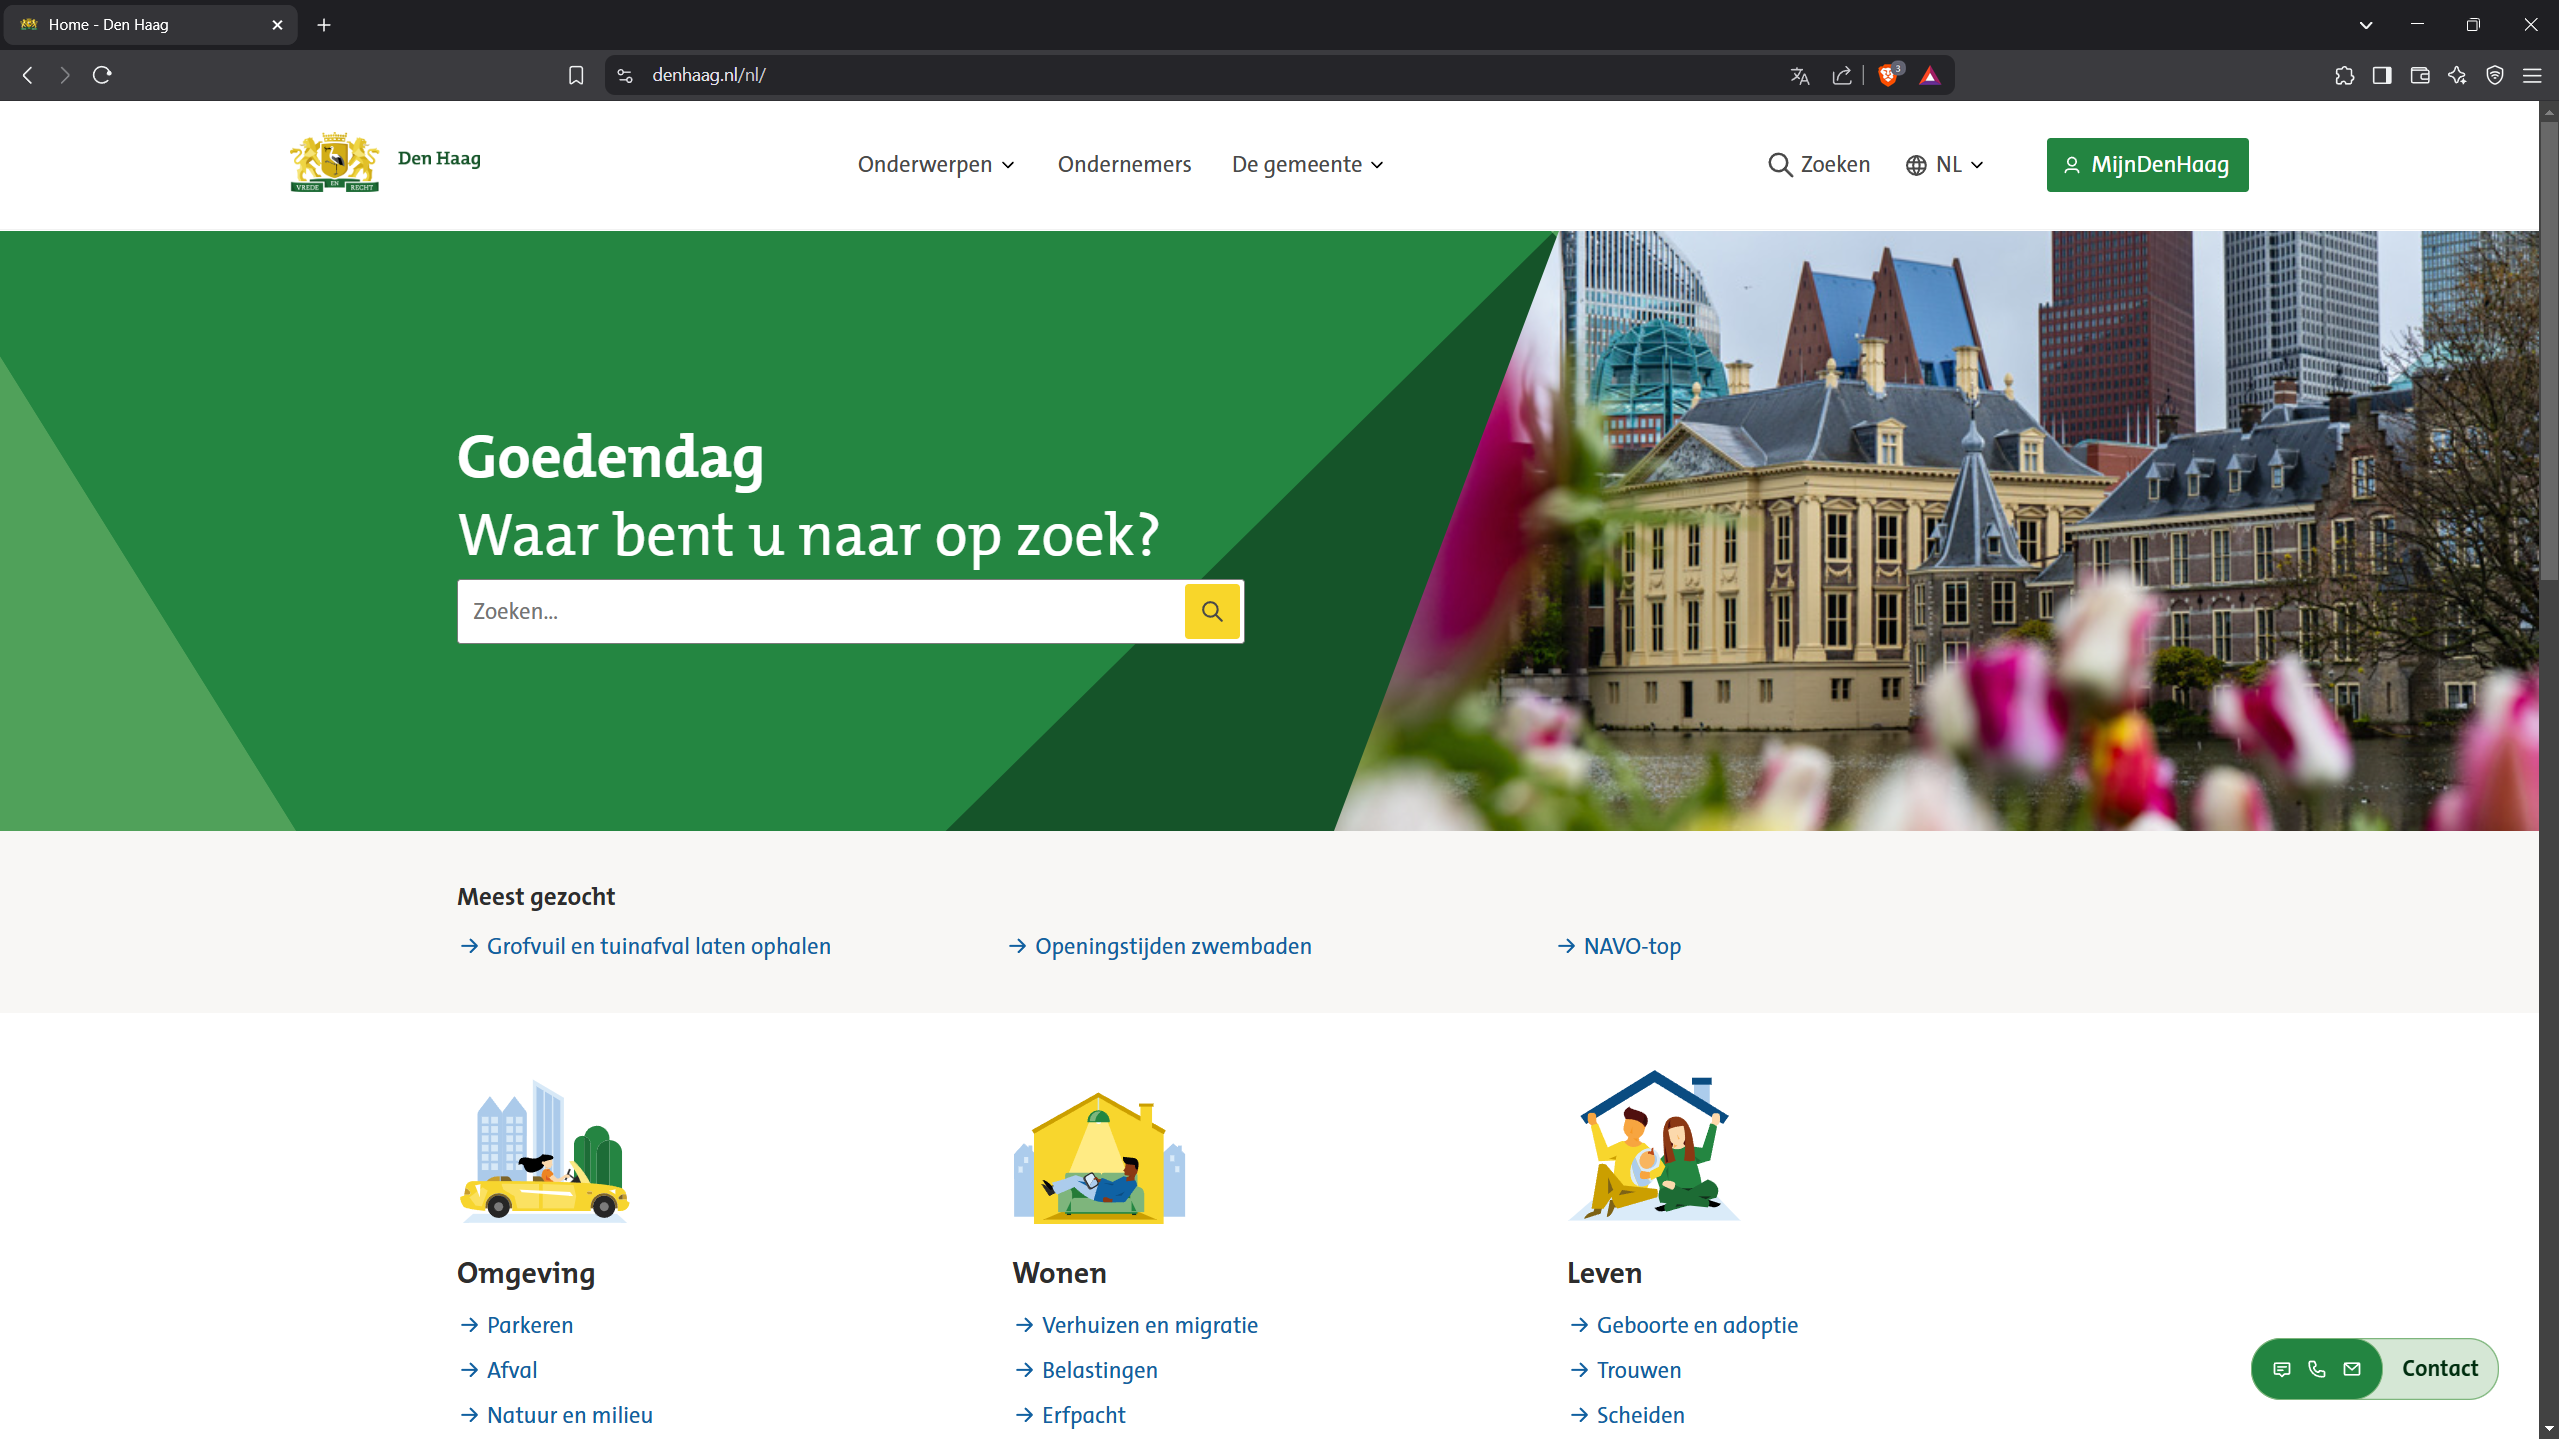 Home - Den Haag
denhaag.nl/nl/
3
VREDE EN RECHT
Den Haag
Onderwerpen
Ondernemers
De gemeente
Zoeken
NL
MijnDenHaag
Goedendag
Waar bent u naar op zoek?
Zoeken...
Meest gezocht
Grofvuil en tuinafval laten ophalen
Openingstijden zwembaden
NAVO-top
Omgeving
Parkeren
Afval
Natuur en milieu
Wonen
Verhuizen en migratie
Belastingen
Erfpacht
Leven
Geboorte en adoptie
Trouwen
Scheiden
Contact